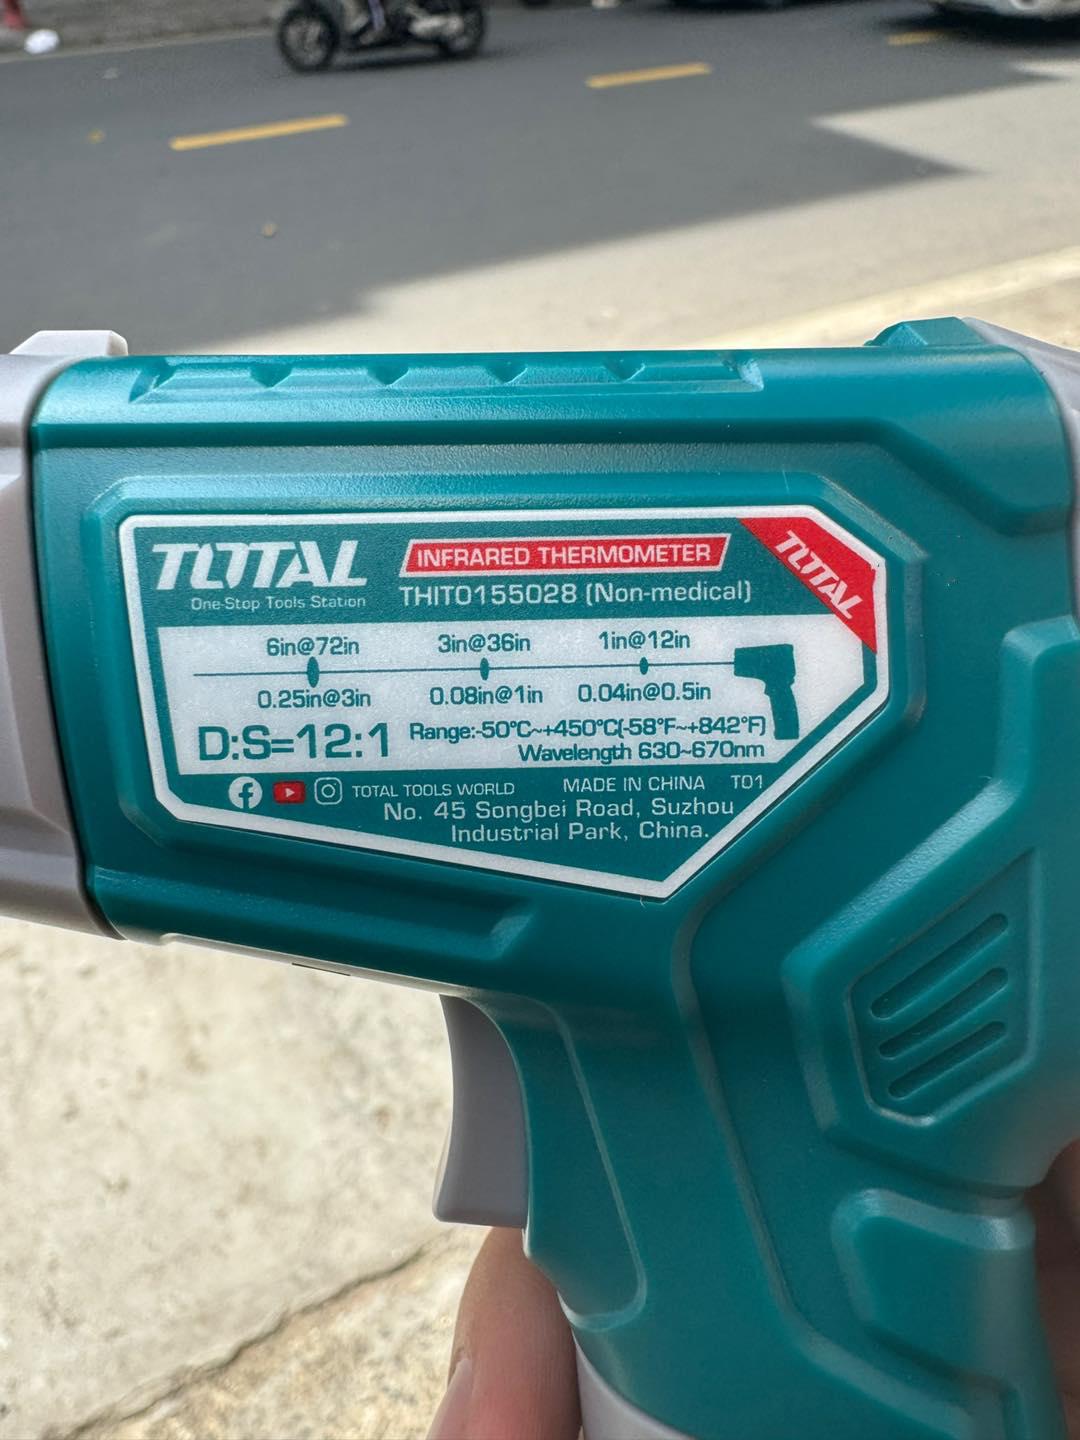 TOTAL
One-Stop Tools Station
INFRARED THERMOMETER
THIT0155028 (Non-medical)
TOTAL
6in@72in 3in@36in 1in@12in
0.25in@3in 0.08in@1in 0.04in@0.5in
D:S=12:1
Range:-50°C~+450°C(-58°F~+842°F)
Wavelength 630~670nm
TOTAL TOOLS WORLD MADE IN CHINA T01
No. 45 Songbei Road, Suzhou
Industrial Park, China.